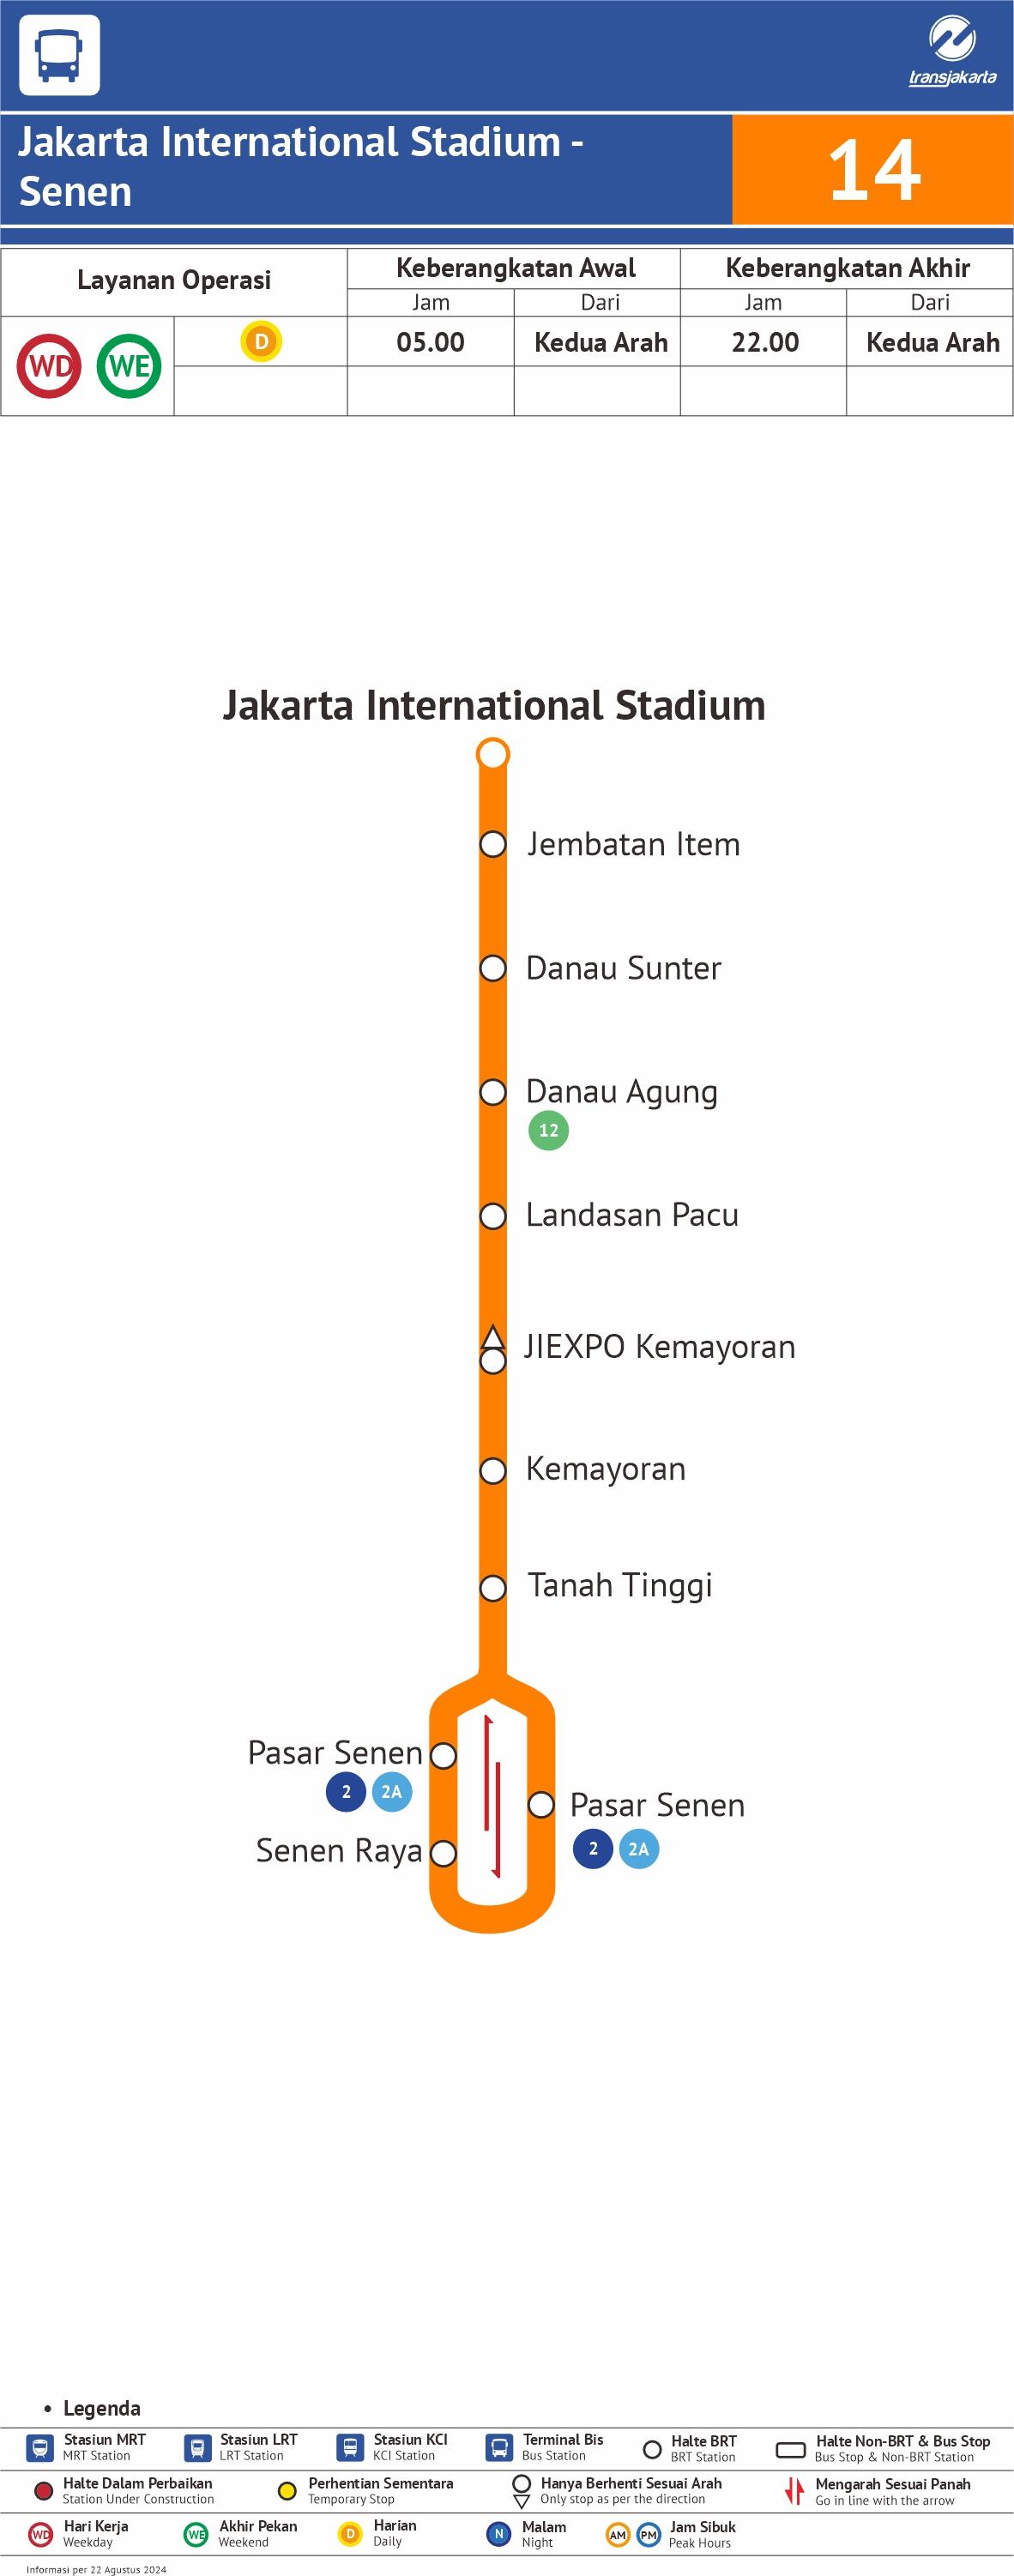 transjakarta
Jakarta International Stadium -
Senen
14
Layanan Operasi
Keberangkatan Awal
Keberangkatan Akhir
Jam
Dari
Jam
Dari
WD
WE
D
05.00
Kedua Arah
22.00
Kedua Arah
Jakarta International Stadium
Jembatan Item
Danau Sunter
Danau Agung
12
Landasan Pacu
JIEXPO Kemayoran
Kemayoran
Tanah Tinggi
Pasar Senen
2
2A
Pasar Senen
2
2A
Senen Raya
• Legenda
Stasiun MRT
MRT Station
Stasiun LRT
LRT Station
Stasiun KCI
KCI Station
Terminal Bis
Bus Station
Halte BRT
BRT Station
Halte Non-BRT & Bus Stop
Bus Stop & Non-BRT Station
Halte Dalam Perbaikan
Station Under Construction
Perhentian Sementara
Temporary Stop
Hanya Berhenti Sesuai Arah
Only stop as per the direction
Mengarah Sesuai Panah
Go in line with the arrow
WD
Hari Kerja
Weekday
WE
Akhir Pekan
Weekend
D
Harian
Daily
N
Malam
Night
AM
PM
Jam Sibuk
Peak Hours
Informasi per 22 Agustus 2024